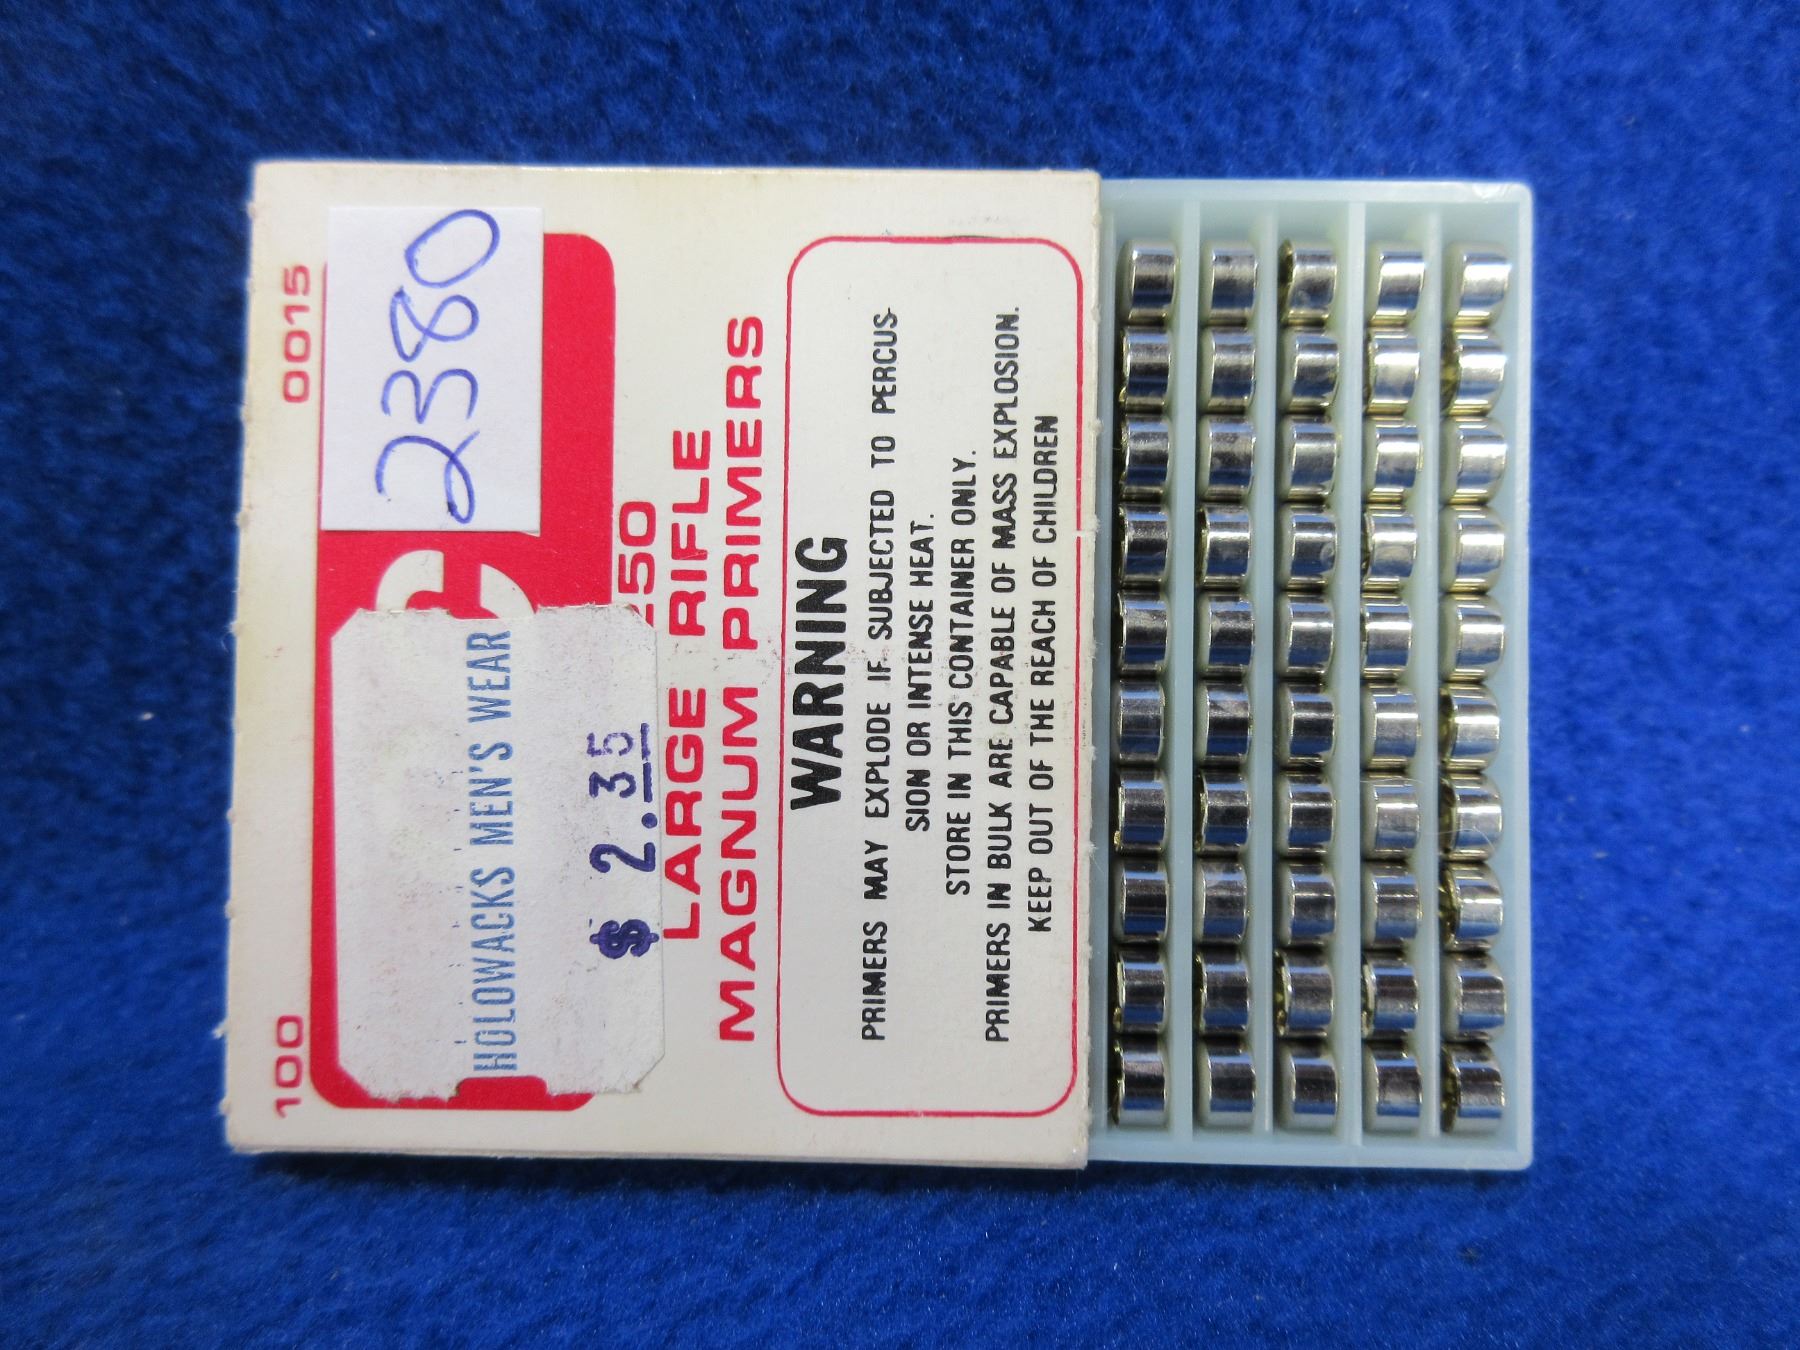 100 0015
2380
HOLOWACKS MEN'S WEAR
$ 2.35
250
LARGE RIFLE
MAGNUM PRIMERS
WARNING
PRIMERS MAY EXPLODE IF SUBJECTED TO PERCUS-
SION OR INTENSE HEAT.
STORE IN THIS CONTAINER ONLY.
PRIMERS IN BULK ARE CAPABLE OF MASS EXPLOSION.
KEEP OUT OF THE REACH OF CHILDREN